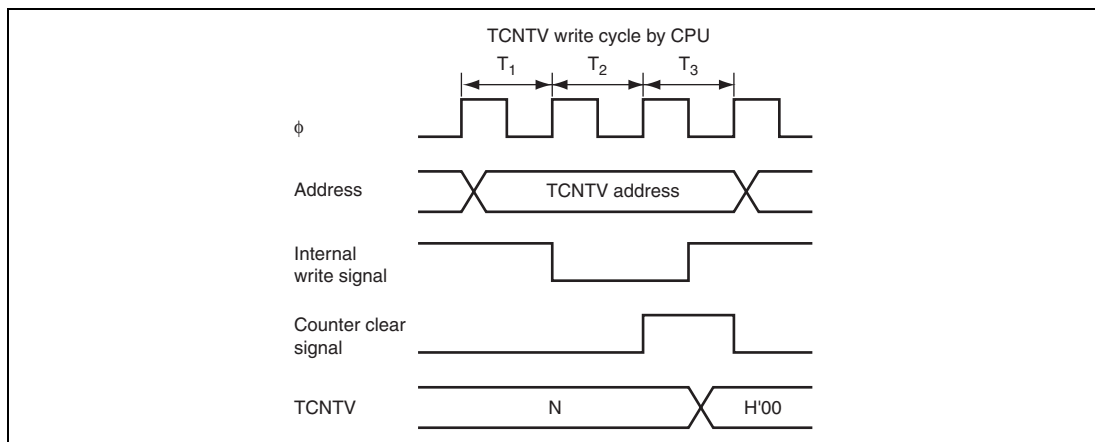 TCNTV write cycle by CPU
T1 T2 T3
φ
Address
TCNTV address
Internal
write signal
Counter clear
signal
TCNTV
N
H'00